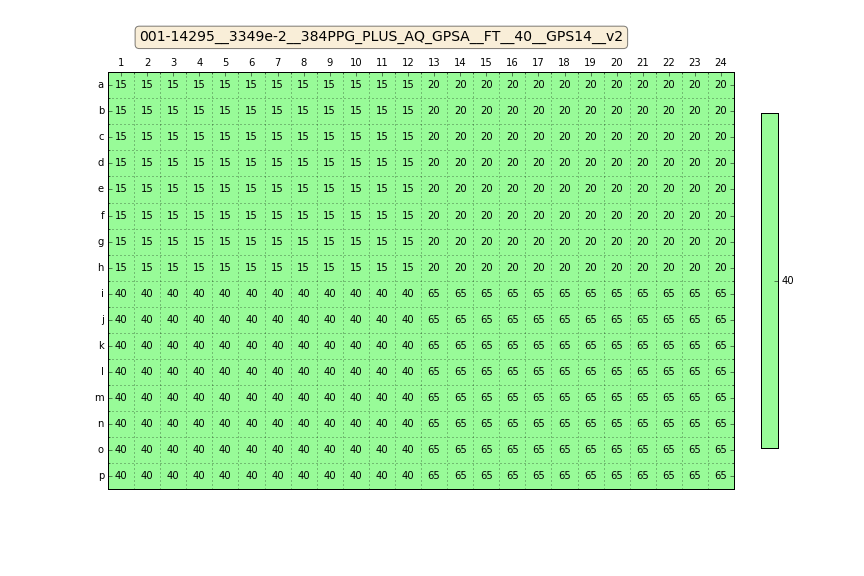 001-14295__3349e-2__384PPG_PLUS_AQ_GPSA__FT__40__GPS14__v2
1 2 3 4 5 6 7 8 9 10 11 12 13 14 15 16 17 18 19 20 21 22 23 24
a 15 15 15 15 15 15 15 15 15 15 15 15 20 20 20 20 20 20 20 20 20 20 20 20
b 15 15 15 15 15 15 15 15 15 15 15 15 20 20 20 20 20 20 20 20 20 20 20 20
c 15 15 15 15 15 15 15 15 15 15 15 15 20 20 20 20 20 20 20 20 20 20 20 20
d 15 15 15 15 15 15 15 15 15 15 15 15 20 20 20 20 20 20 20 20 20 20 20 20
e 15 15 15 15 15 15 15 15 15 15 15 15 20 20 20 20 20 20 20 20 20 20 20 20
f 15 15 15 15 15 15 15 15 15 15 15 15 20 20 20 20 20 20 20 20 20 20 20 20
g 15 15 15 15 15 15 15 15 15 15 15 15 20 20 20 20 20 20 20 20 20 20 20 20
h 15 15 15 15 15 15 15 15 15 15 15 15 20 20 20 20 20 20 20 20 20 20 20 20
i 40 40 40 40 40 40 40 40 40 40 40 40 65 65 65 65 65 65 65 65 65 65 65 65
j 40 40 40 40 40 40 40 40 40 40 40 40 65 65 65 65 65 65 65 65 65 65 65 65
k 40 40 40 40 40 40 40 40 40 40 40 40 65 65 65 65 65 65 65 65 65 65 65 65
l 40 40 40 40 40 40 40 40 40 40 40 40 65 65 65 65 65 65 65 65 65 65 65 65
m 40 40 40 40 40 40 40 40 40 40 40 40 65 65 65 65 65 65 65 65 65 65 65 65
n 40 40 40 40 40 40 40 40 40 40 40 40 65 65 65 65 65 65 65 65 65 65 65 65
o 40 40 40 40 40 40 40 40 40 40 40 40 65 65 65 65 65 65 65 65 65 65 65 65
p 40 40 40 40 40 40 40 40 40 40 40 40 65 65 65 65 65 65 65 65 65 65 65 65
40